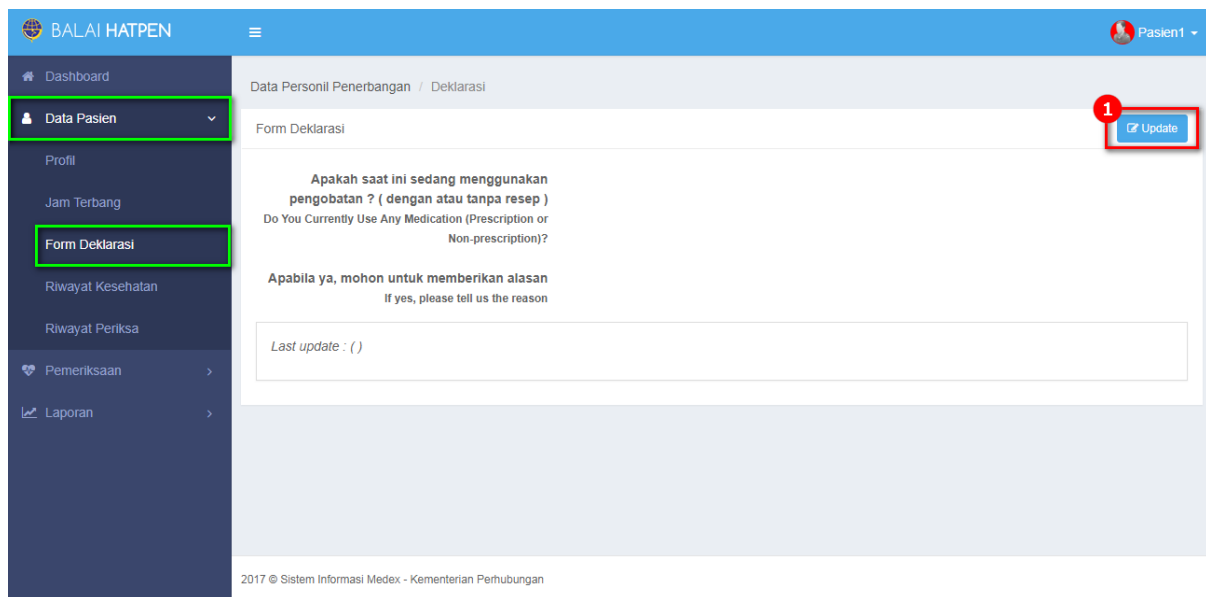 BALAI HATPEN
Pasien1
Dashboard
Data Pasien
Profil
Jam Terbang
Form Deklarasi
Riwayat Kesehatan
Riwayat Periksa
Pemeriksaan
Laporan
Data Personil Penerbangan / Deklarasi
Form Deklarasi
1
Update
Apakah saat ini sedang menggunakan
pengobatan ? ( dengan atau tanpa resep )
Do You Currently Use Any Medication (Prescription or
Non-prescription)?
Apabila ya, mohon untuk memberikan alasan
If yes, please tell us the reason
Last update : ( )
2017 © Sistem Informasi Medex - Kementerian Perhubungan